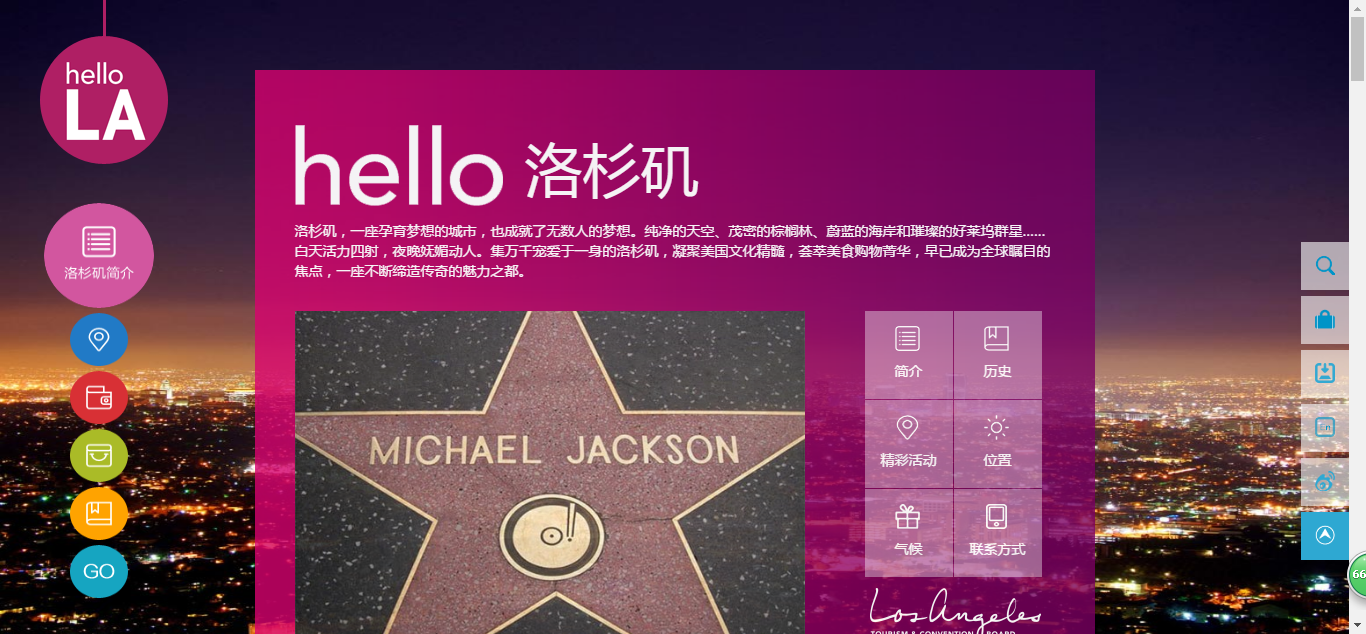 hello
LA
洛杉矶简介
GO
hello 洛杉矶
洛杉矶，一座孕育梦想的城市，也成就了无数人的梦想。纯净的天空、茂密的棕榈林、蔚蓝的海岸和璀璨的好莱坞群星......
白天活力四射，夜晚妩媚动人。集万千宠爱于一身的洛杉矶，凝聚美国文化精髓，荟萃美食购物菁华，早已成为全球瞩目的
焦点，一座不断缔造传奇的魅力之都。
MICHAEL JACKSON
简介
历史
精彩活动
位置
气候
联系方式
Los Angeles
TOURISM & CONVENTION BOARD
En
66